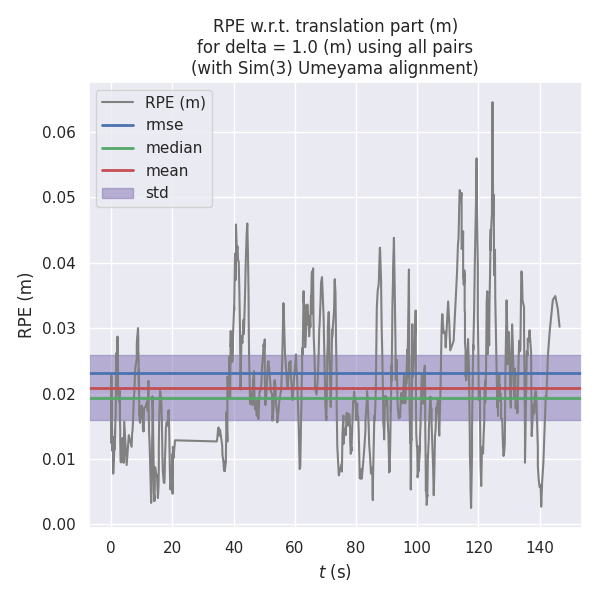 RPE w.r.t. translation part (m)
for delta = 1.0 (m) using all pairs
(with Sim(3) Umeyama alignment)
RPE (m)
rmse
median
mean
std
0.06
0.05
0.04
0.03
0.02
0.01
0.00
RPE (m)
0 20 40 60 80 100 120 140
t (s)